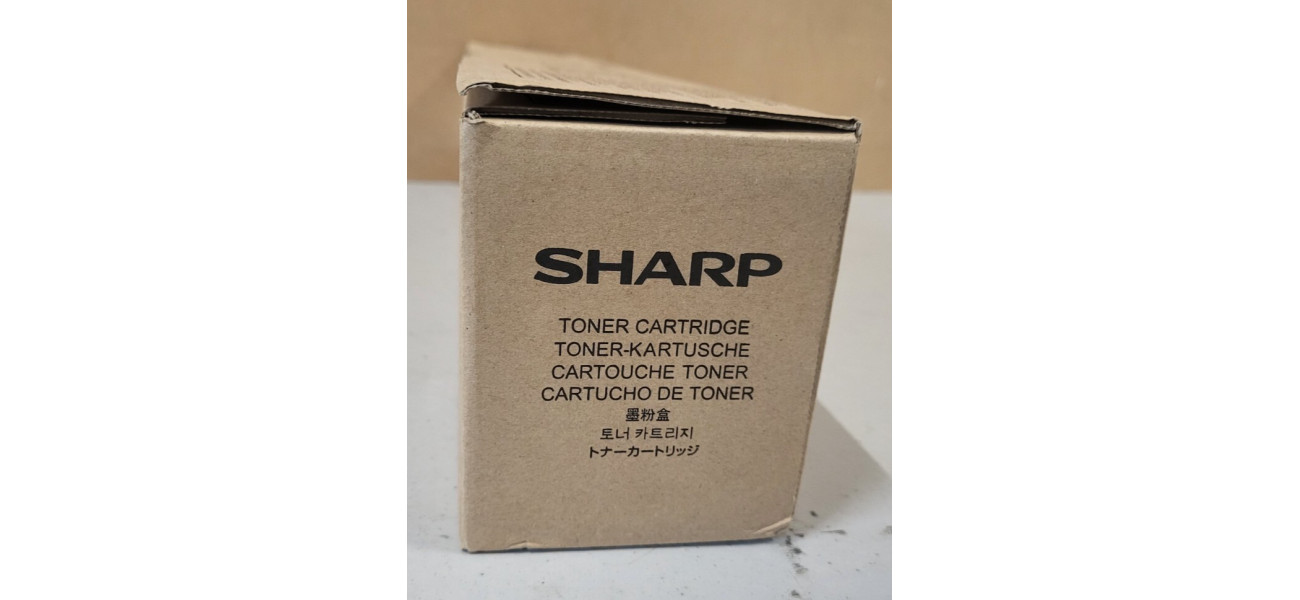 SHARP
TONER CARTRIDGE
TONER-KARTUSCHE
CARTOUCHE TONER
CARTUCHO DE TONER
墨粉盒
토너 카트리지
トナーカートリッジ